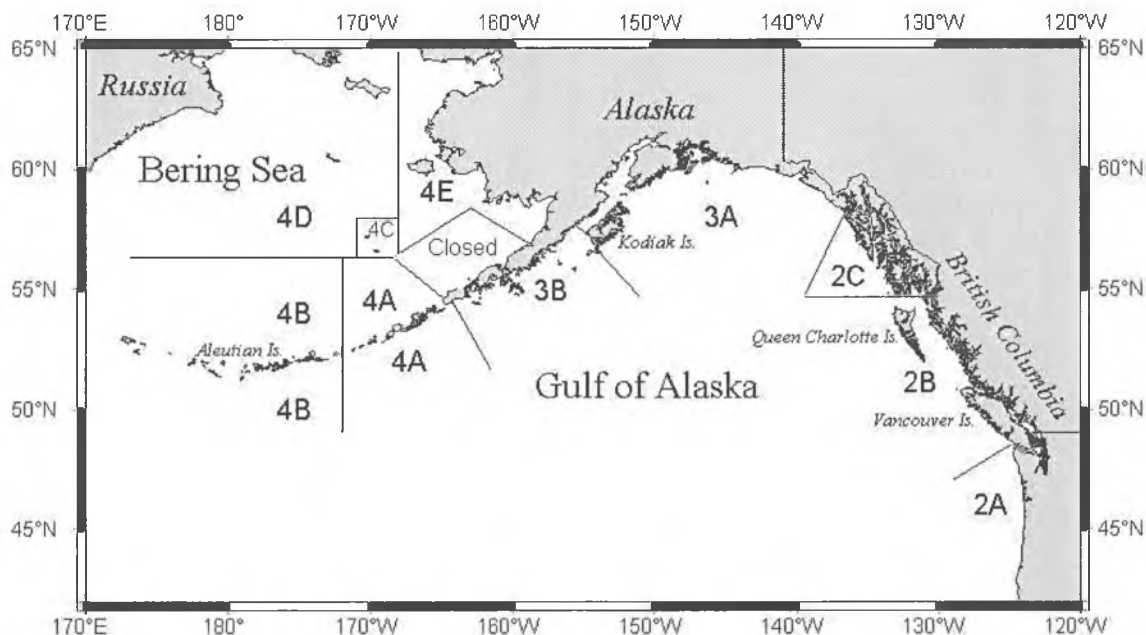 170°E 180° 170°W 160°W 150°W 140°W 130°W 120°W
65°N 65°N
Russia
Alaska
60°N 60°N
Bering Sea
4E
4D
4C
3A
Closed
Kodiak Is.
2C
British Columbia
55°N 55°N
3B
4B
4A
Queen Charlotte Is.
Aleutian Is.
4A
2B
Gulf of Alaska
50°N 50°N
4B
Vancouver Is.
2A
45°N 45°N
170°E 180° 170°W 160°W 150°W 140°W 130°W 120°W